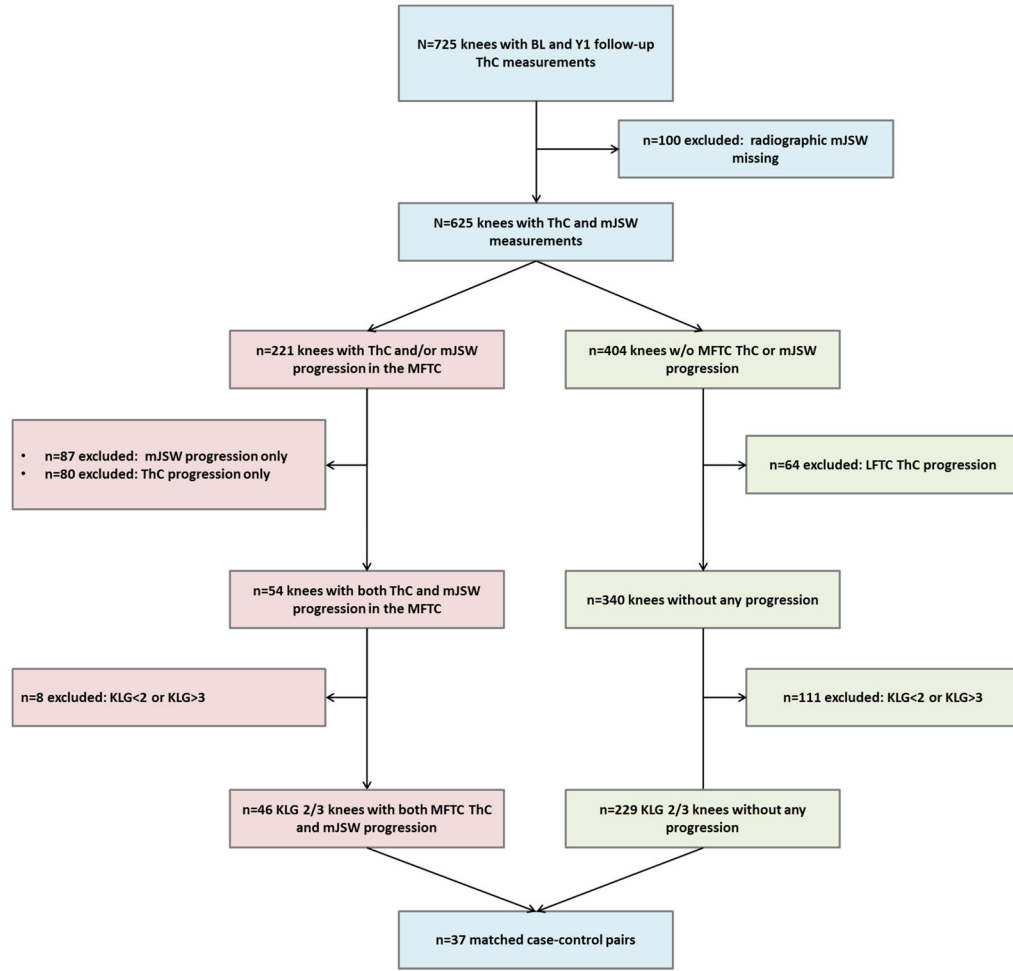 N=725 knees with BL and Y1 follow-up
ThC measurements
n=100 excluded: radiographic mJSW
missing
N=625 knees with ThC and mJSW
measurements
n=221 knees with ThC and/or mJSW
progression in the MFTC
n=404 knees w/o MFTC ThC or mJSW
progression
• n=87 excluded: mJSW progression only
• n=80 excluded: ThC progression only
n=64 excluded: LFTC ThC progression
n=54 knees with both ThC and mJSW
progression in the MFTC
n=340 knees without any progression
n=8 excluded: KLG<2 or KLG>3
n=111 excluded: KLG<2 or KLG>3
n=46 KLG 2/3 knees with both MFTC ThC
and mJSW progression
n=229 KLG 2/3 knees without any
progression
n=37 matched case-control pairs